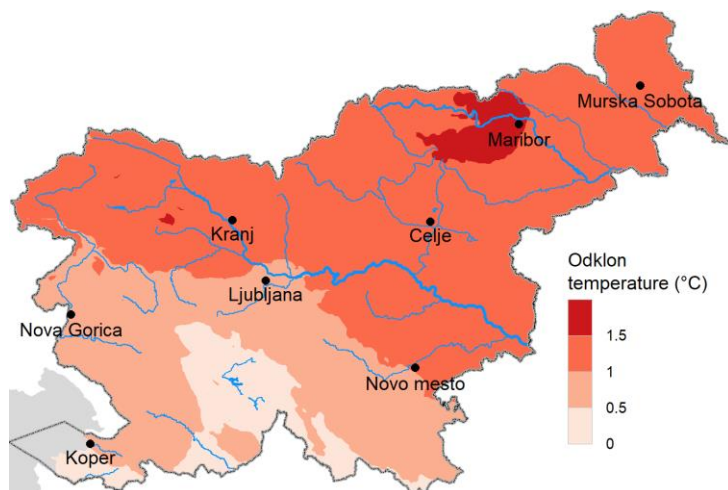 Murska Sobota
Maribor
Kranj
Celje
Ljubljana
Nova Gorica
Novo mesto
Koper
Odklon
temperature (°C)
1.5
1
0.5
0